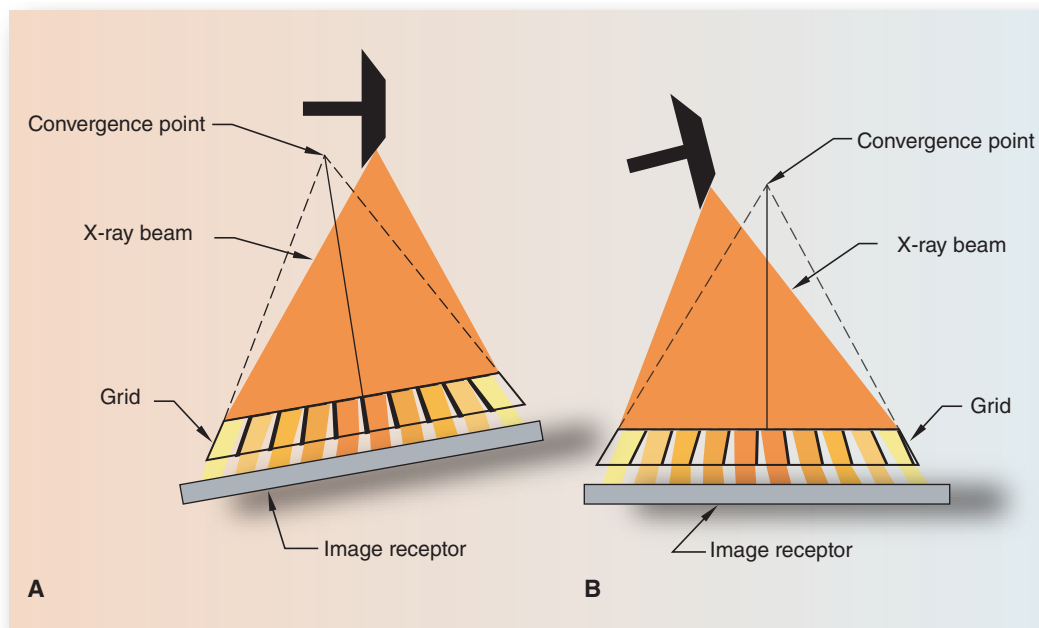 Convergence point
X-ray beam
Grid
Image receptor
A
Convergence point
X-ray beam
Grid
Image receptor
B